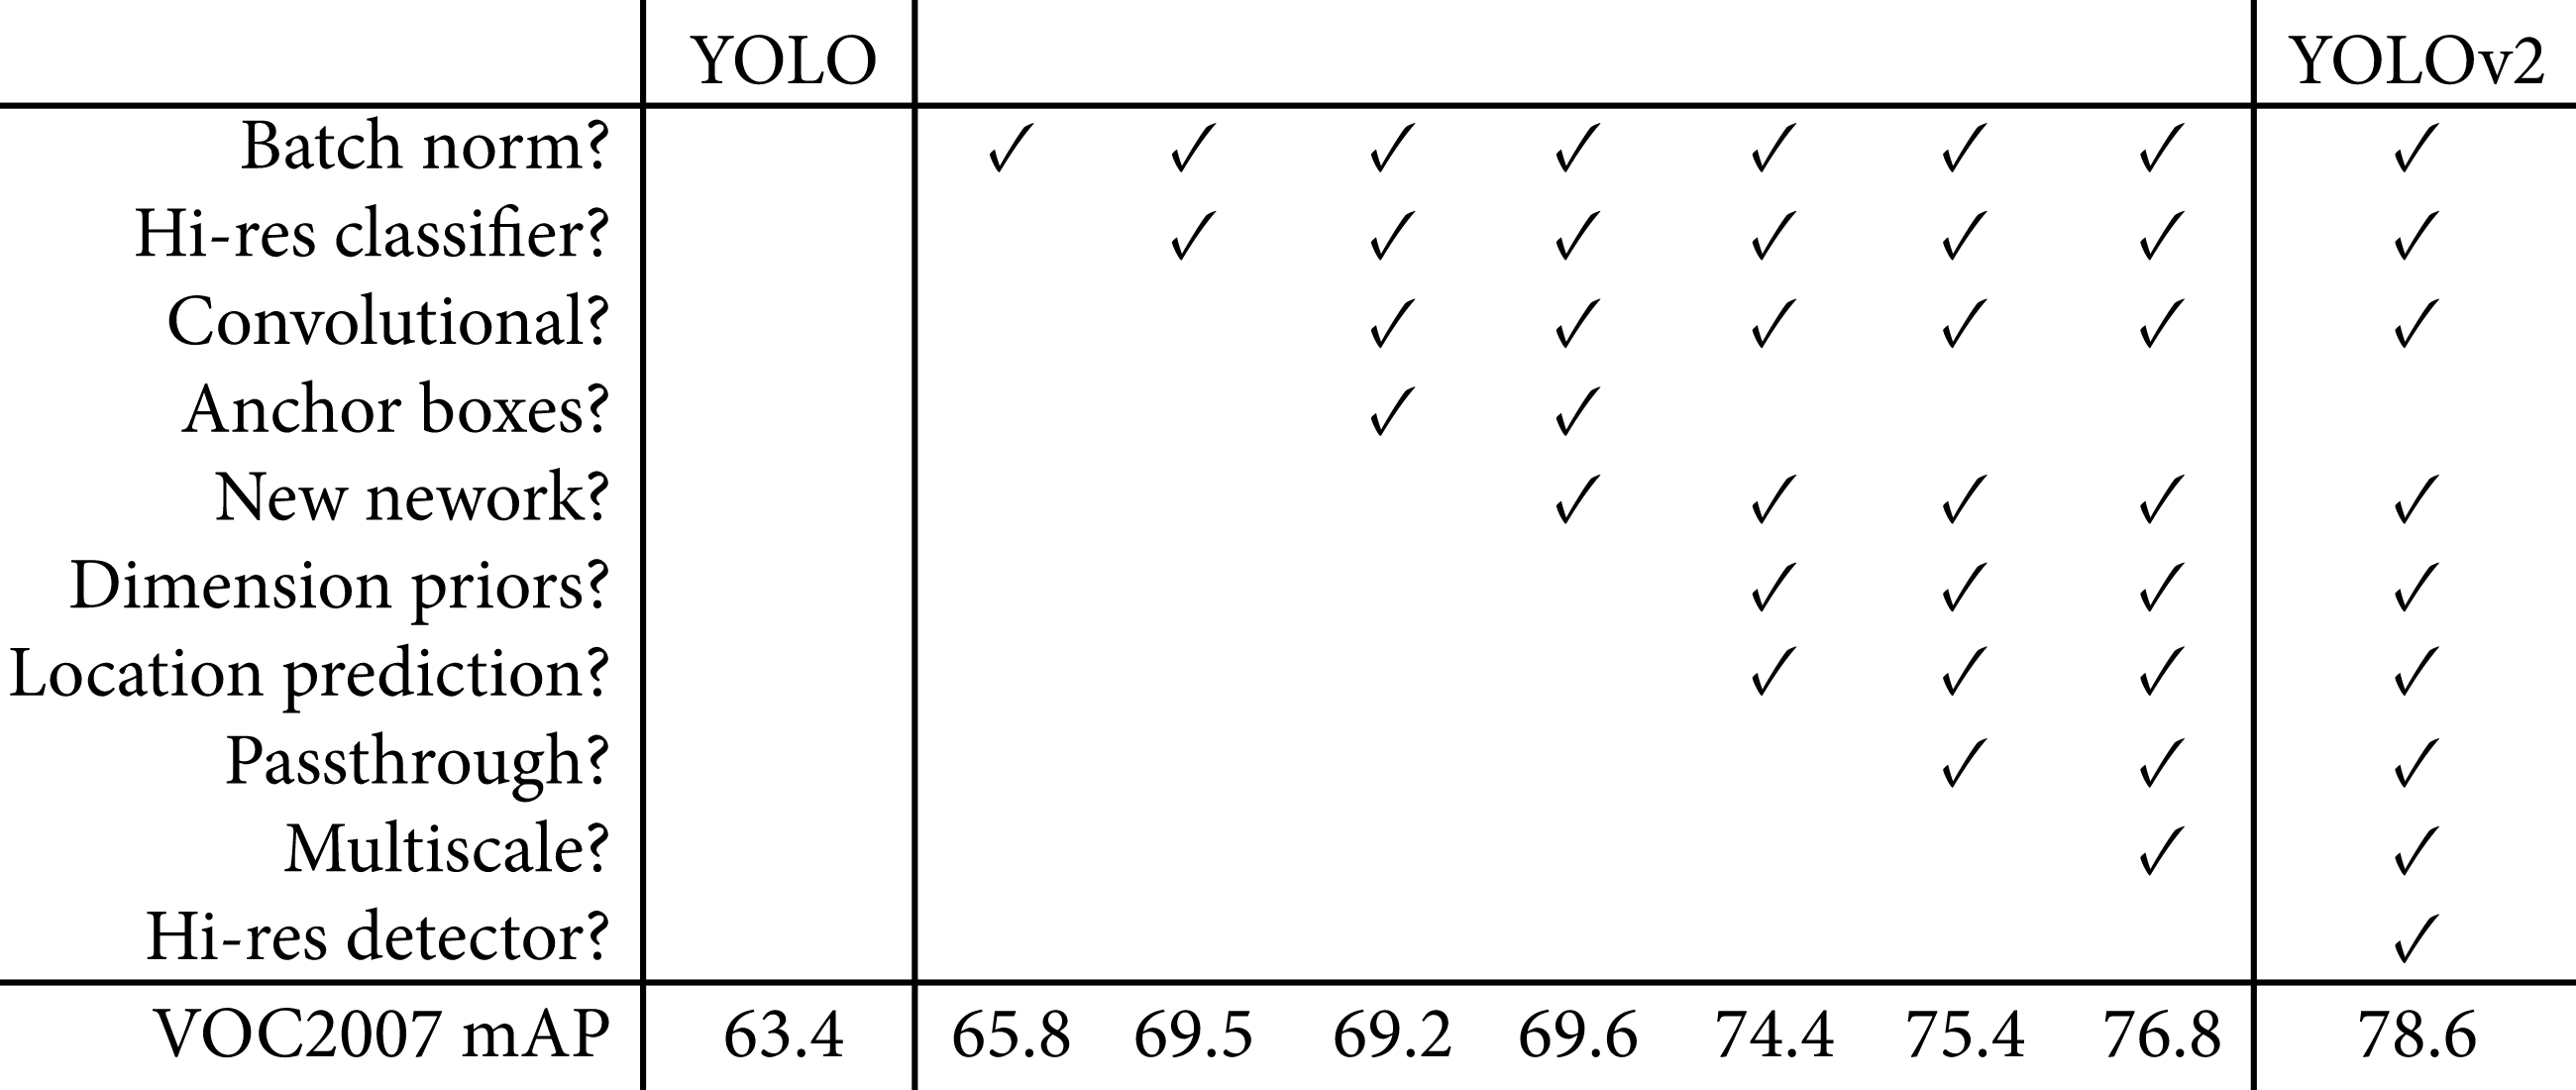 YOLO YOLOv2
Batch norm? ✓ ✓ ✓ ✓ ✓ ✓ ✓ ✓
Hi-res classifier? ✓ ✓ ✓ ✓ ✓ ✓ ✓
Convolutional? ✓ ✓ ✓ ✓ ✓ ✓
Anchor boxes? ✓ ✓
New nework? ✓ ✓ ✓ ✓ ✓
Dimension priors? ✓ ✓ ✓ ✓
Location prediction? ✓ ✓ ✓ ✓
Passthrough? ✓ ✓ ✓
Multiscale? ✓ ✓
Hi-res detector? ✓
VOC2007 mAP 63.4 65.8 69.5 69.2 69.6 74.4 75.4 76.8 78.6